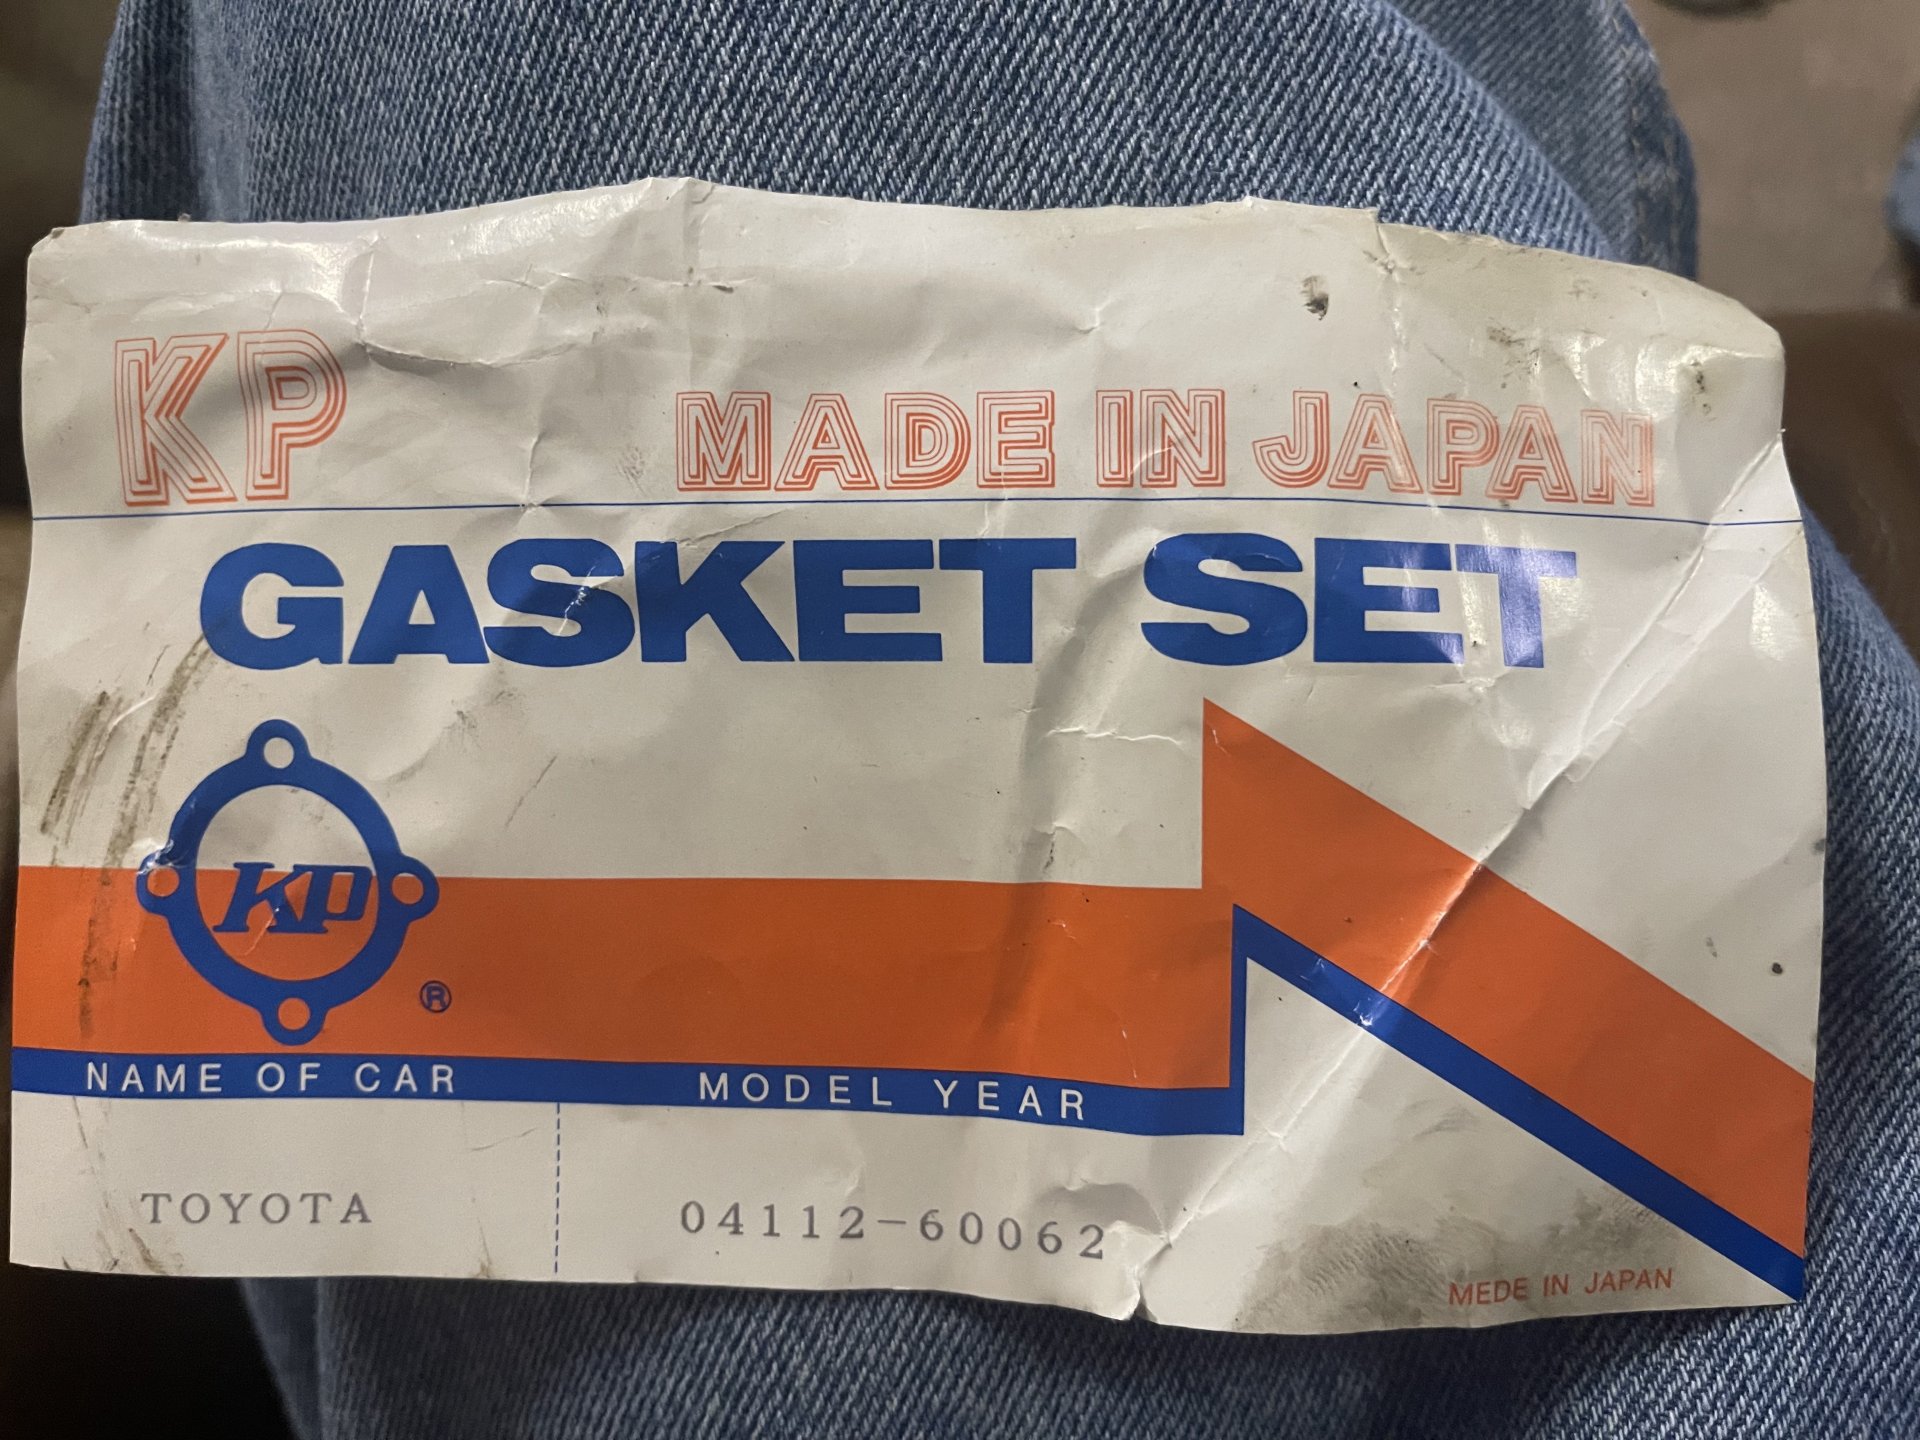 KP MADE IN JAPAN
GASKET SET
KP
®
NAME OF CAR MODEL YEAR
TOYOTA 04112-60062
MEDE IN JAPAN